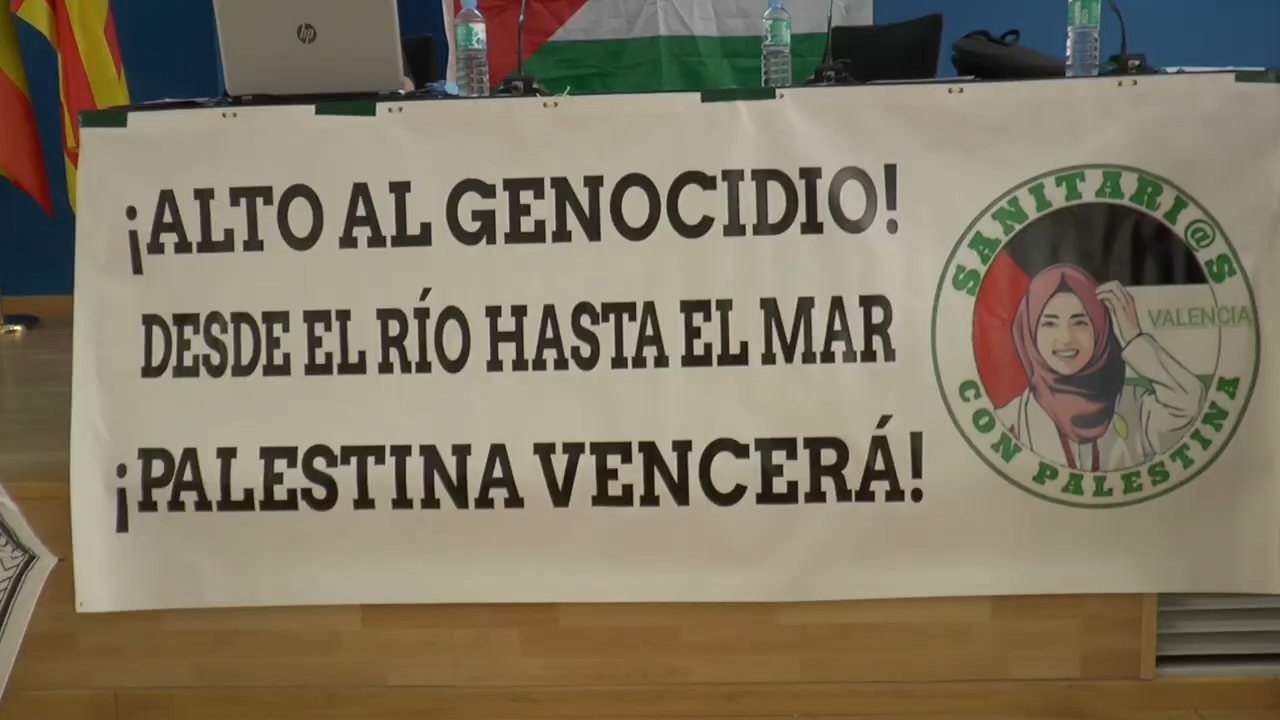 hp
¡ALTO AL GENOCIDIO!
DESDE EL RÍO HASTA EL MAR
¡PALESTINA VENCERÁ!
SANITARI@S
VALENCIA
CON PALESTINA